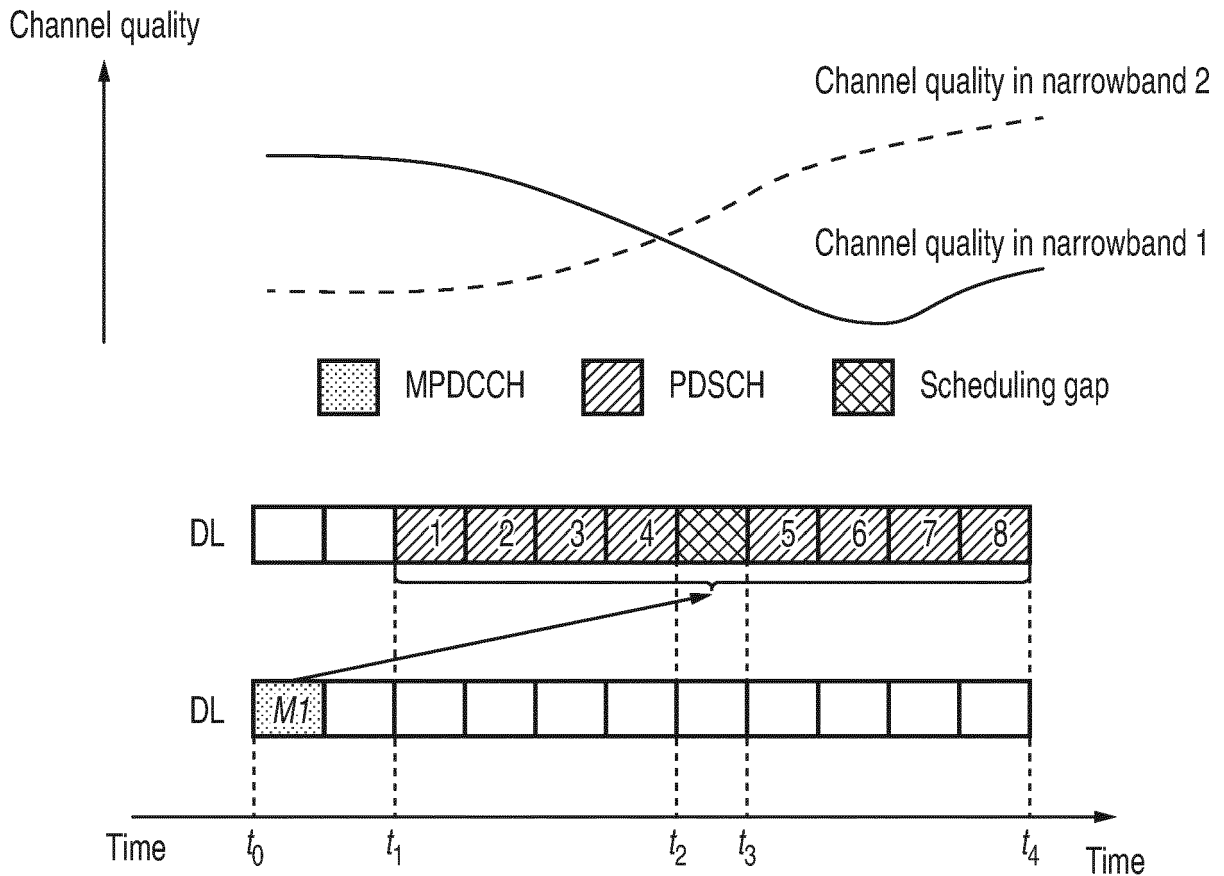 Channel quality
Channel quality in narrowband 2
Channel quality in narrowband 1
MPDCCH PDSCH Scheduling gap
DL 1 2 3 4 5 6 7 8
DL M1
Time t0 t1 t2 t3 t4 Time